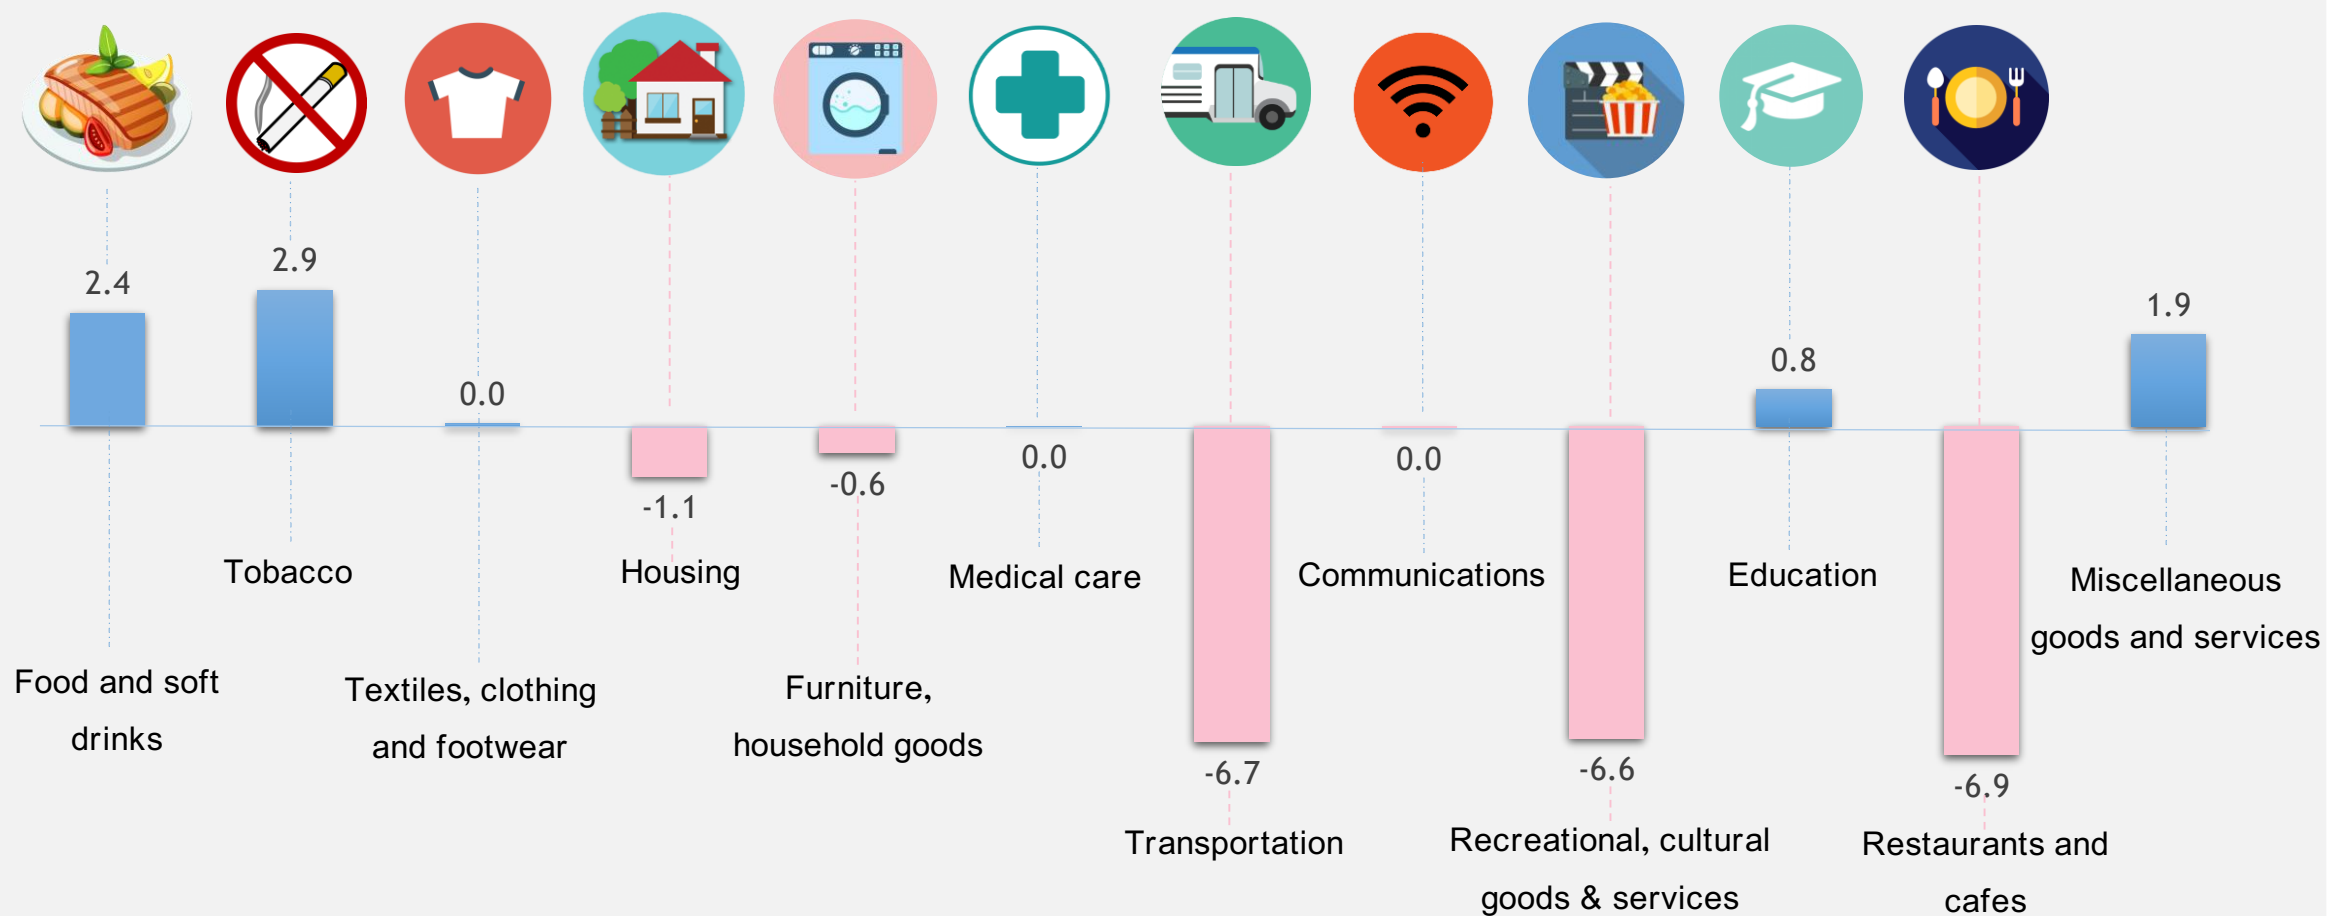 2.4
2.9
0.0
-1.1
-0.6
0.0
-6.7
0.0
-6.6
0.8
-6.9
1.9
Food and soft
drinks
Tobacco
Textiles, clothing
and footwear
Housing
Furniture,
household goods
Medical care
Transportation
Communications
Recreational, cultural
goods & services
Education
Restaurants and
cafes
Miscellaneous
goods and services